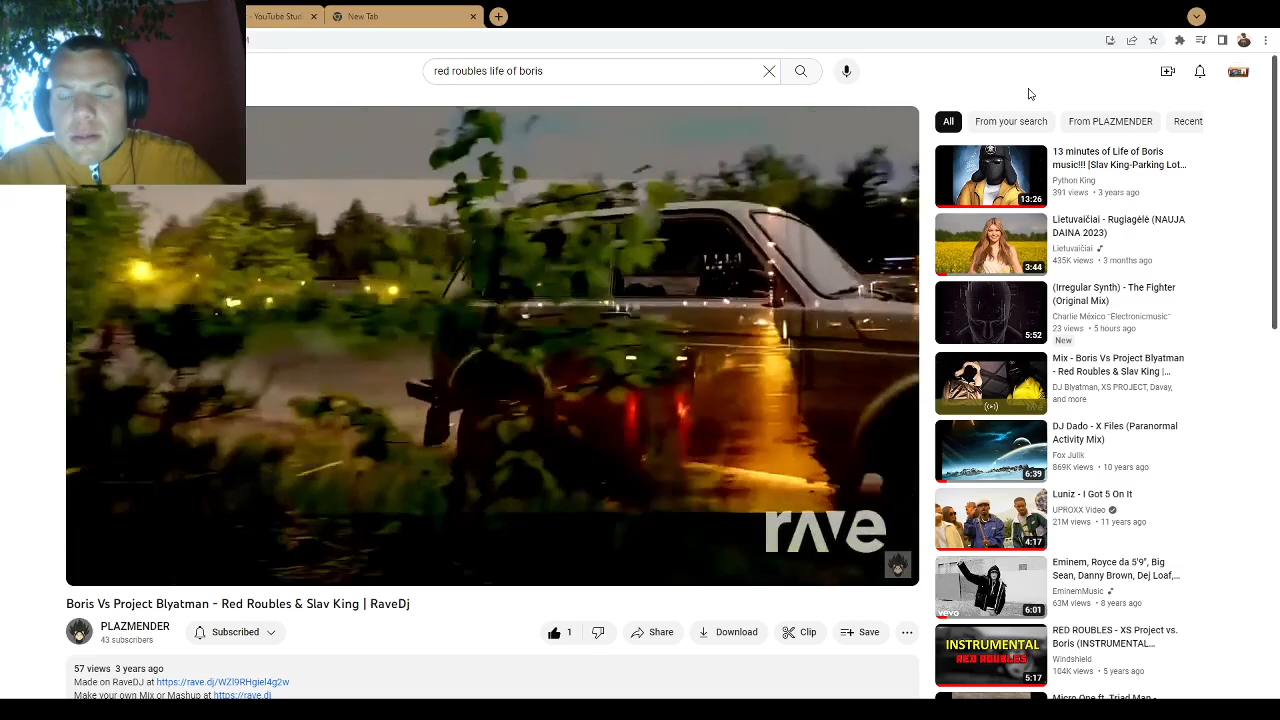 - YouTube Stud
New Tab
red roubles life of boris
All
From your search
From PLAZMENDER
Recent
13 minutes of Life of Boris
music!!! |Slav King-Parking Lot...
Python King
391 views • 3 years ago
13:26
Lietuvaičiai - Rugiagėlė (NAUJA
DAINA 2023)
Lietuvaičiai
435K views • 3 months ago
3:44
(Irregular Synth) - The Fighter
(Original Mix)
Charlie México "Electronicmusic"
23 views • 5 hours ago
New
5:52
Mix - Boris Vs Project Blyatman
- Red Roubles & Slav King |...
DJ Blyatman, XS PROJECT, Davay,
and more
DJ Dado - X Files (Paranormal
Activity Mix)
Fox Julik
869K views • 10 years ago
6:39
Luniz - I Got 5 On It
UPROXX Video
21M views • 11 years ago
4:17
Eminem, Royce da 5'9", Big
Sean, Danny Brown, Dej Loaf,...
EminemMusic
63M views • 8 years ago
vevo
6:01
RED ROUBLES - XS Project vs.
Boris (INSTRUMENTAL...
Windshield
104K views • 5 years ago
INSTRUMENTAL
RED ROUBLES
5:17
rave
Boris Vs Project Blyatman - Red Roubles & Slav King | RaveDj
PLAZMENDER
43 subscribers
Subscribed
1
Share
Download
Clip
Save
57 views 3 years ago
Made on RaveDJ at https://rave.dj/WZl9RHgiel4g2w
Make your own Mix or Mashup at https://rave.dj